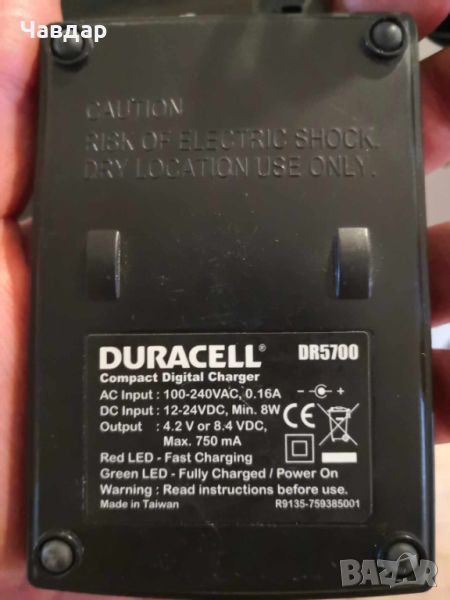 Чавдар
CAUTION
RISK OF ELECTRIC SHOCK.
DRY LOCATION USE ONLY.
DURACELL® DR5700
Compact Digital Charger
AC Input : 100-240VAC, 0.16A
DC Input : 12-24VDC, Min. 8W
Output : 4.2 V or 8.4 VDC,
Max. 750 mA
Red LED - Fast Charging
Green LED - Fully Charged / Power On
Warning : Read instructions before use.
Made in Taiwan R9135-759385001
BAZAR